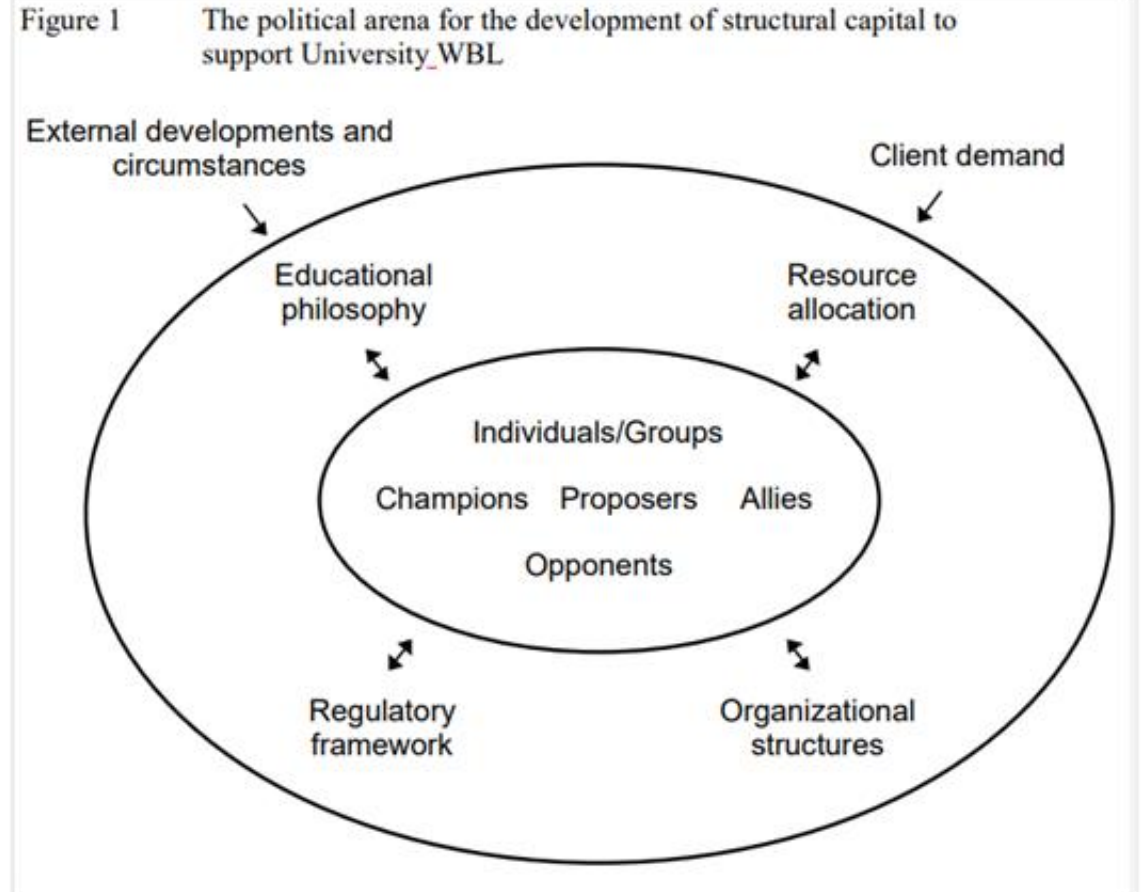 Figure 1 The political arena for the development of structural capital to
support University WBL
External developments and
circumstances
Client demand
Educational
philosophy
Resource
allocation
Individuals/Groups
Champions Proposers Allies
Opponents
Regulatory
framework
Organizational
structures